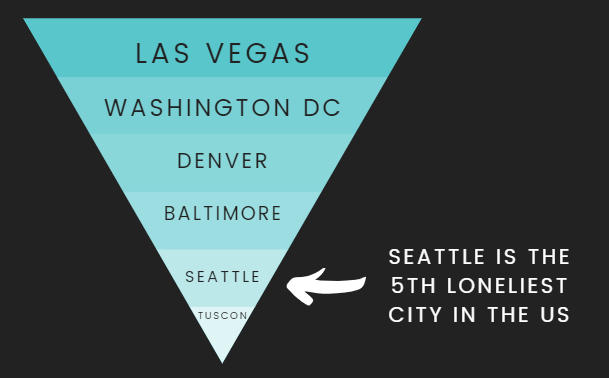 LAS VEGAS
WASHINGTON DC
DENVER
BALTIMORE
SEATTLE
TUSCON
SEATTLE IS THE
5TH LONELIEST
CITY IN THE US